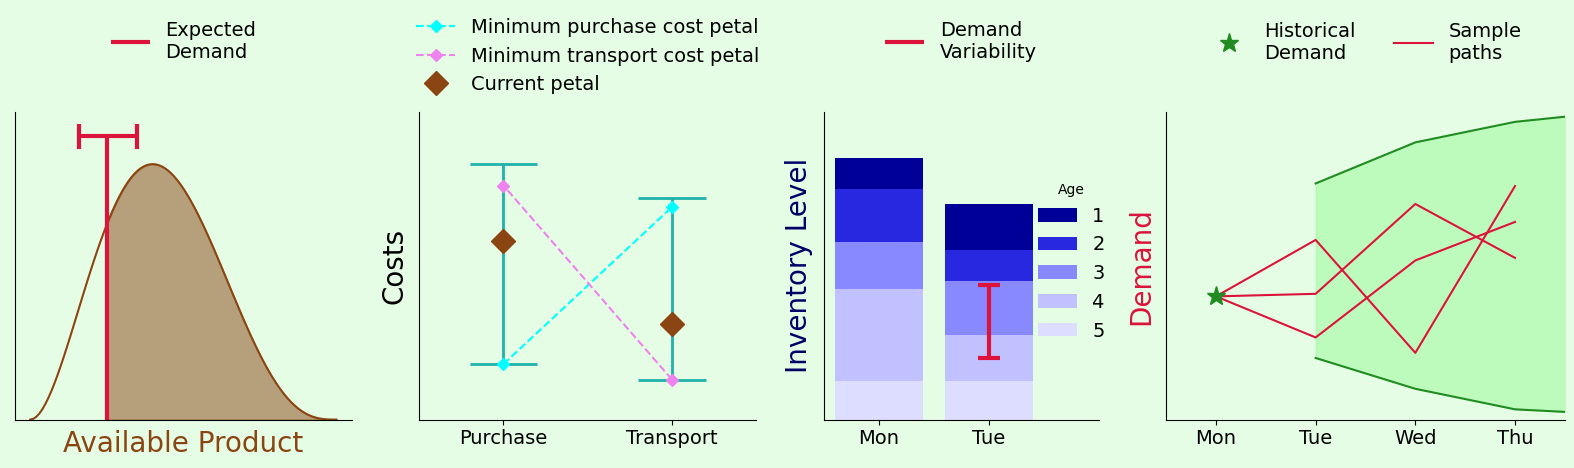 Expected
Demand
Available Product
Minimum purchase cost petal
Minimum transport cost petal
Current petal
Costs
Purchase
Transport
Demand
Variability
Inventory Level
Age
1
2
3
4
5
Mon
Tue
Historical
Demand
Sample
paths
Demand
Mon
Tue
Wed
Thu